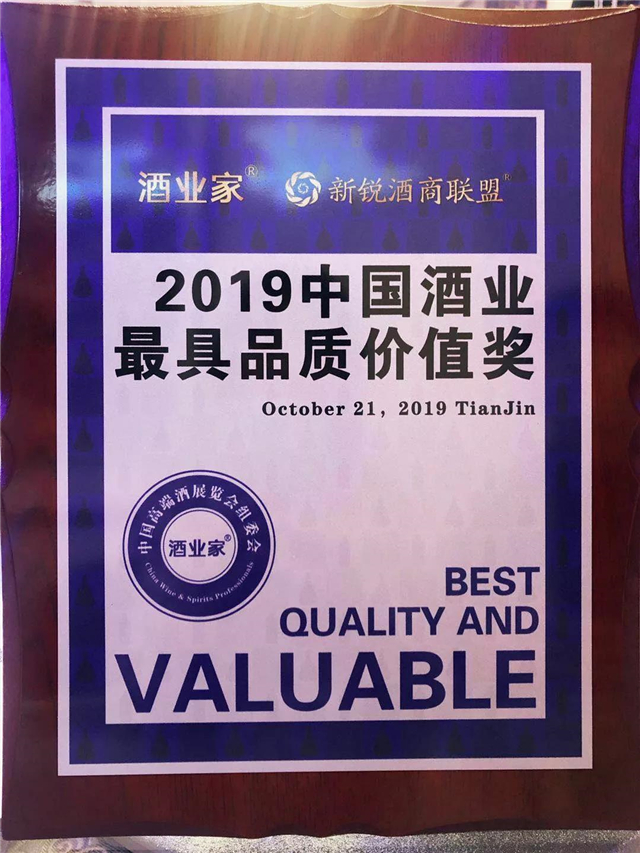 酒业家® 新锐酒商联盟®
2019中国酒业
最具品质价值奖
October 21, 2019 TianJin
中国高端酒展览会组委会
酒业家®
China Wine & Spirits Professionals
BEST
QUALITY AND
VALUABLE